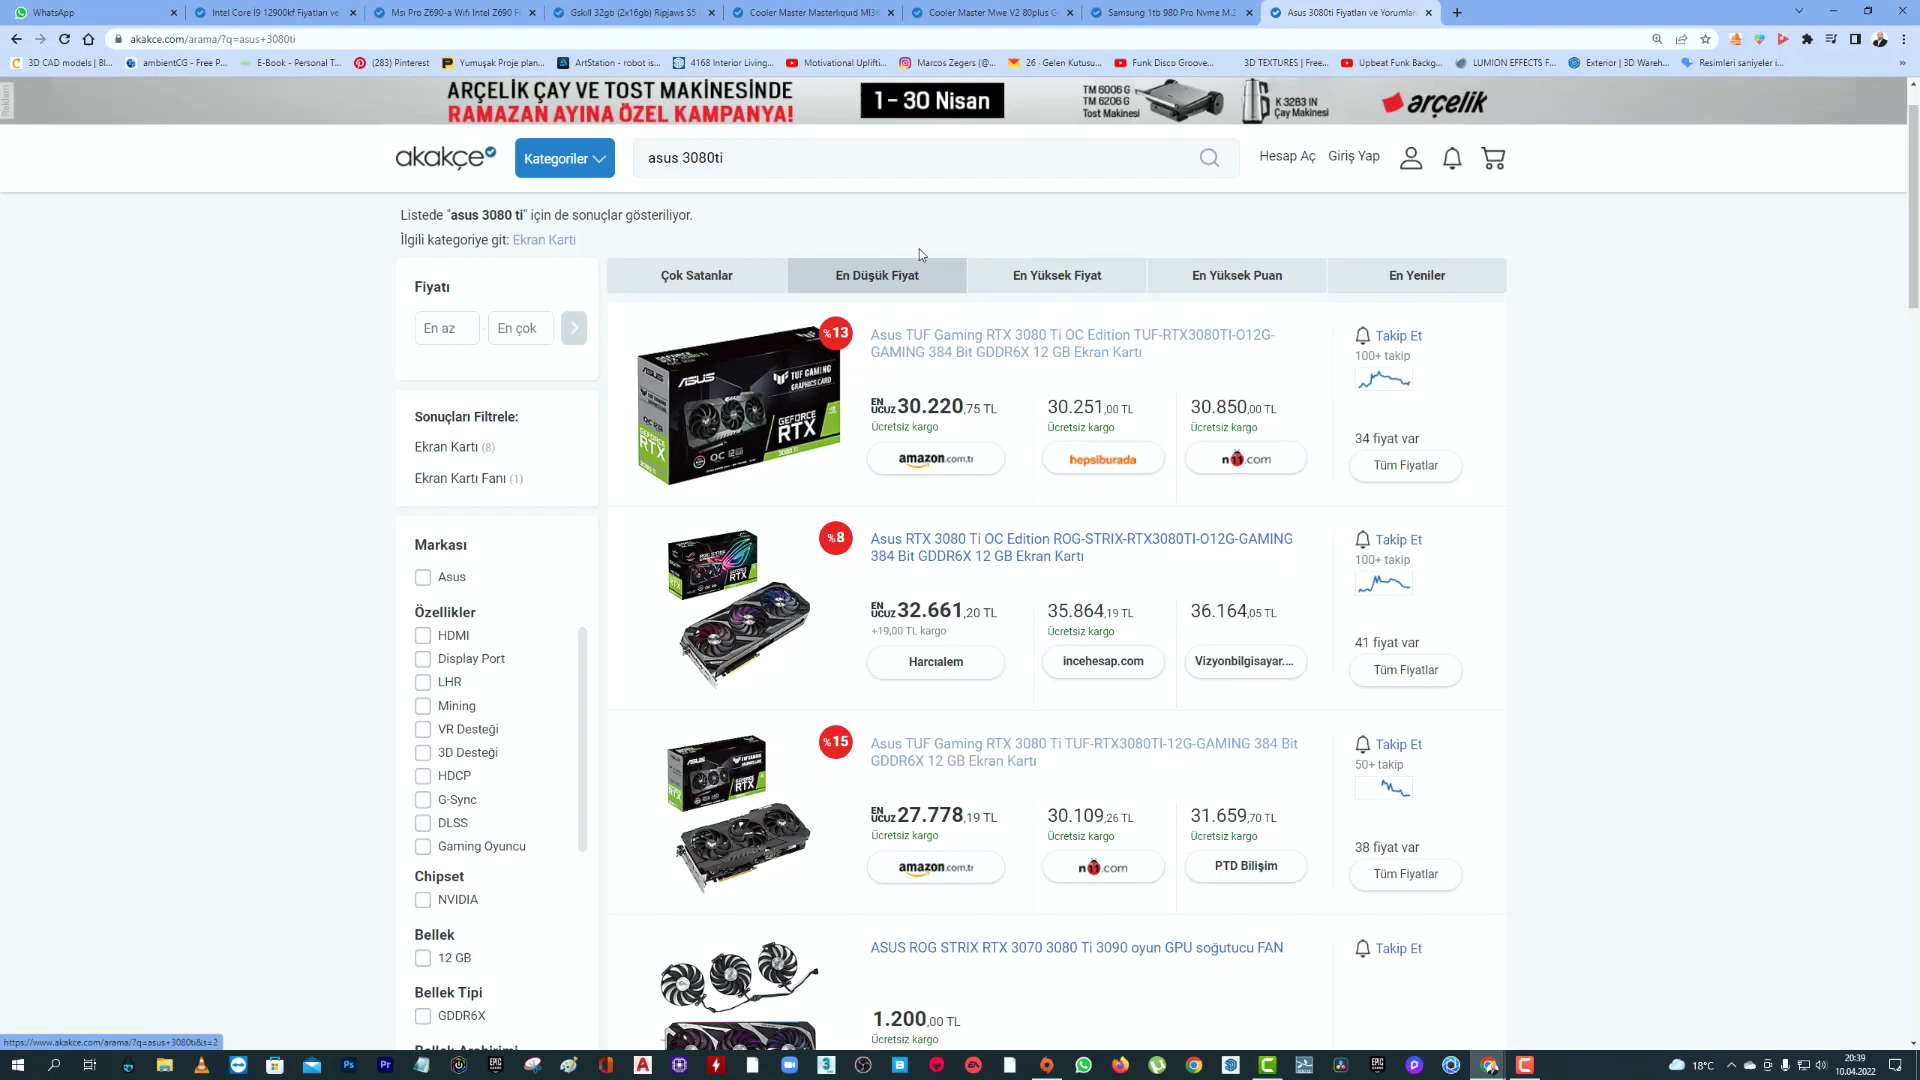 WhatsApp
Intel Core İ9 12900kf Fiyatları ve
Msi Pro Z690-a Wifi Intel Z690 F
Gskill 32gb (2x16gb) Ripjaws S5
Cooler Master Masterliquid Ml36
Cooler Master Mwe V2 80plus G
Samsung 1tb 980 Pro Nvme M.2
Asus 3080ti Fiyatları ve Yorumlar
akakce.com/arama/?q=asus+3080ti
3D CAD models | Bl...
ambientCG - Free P...
E-Book - Personal T...
(283) Pinterest
Yumuşak Proje plan...
ArtStation - robot is...
4168 Interior Living...
Motivational Uplifti...
Marcos Zegers (@...
26 - Gelen Kutusu...
Funk Disco Groove...
3D TEXTURES | Free...
Upbeat Funk Backg...
LUMION EFFECTS F...
Exterior | 3D Wareh...
Resimleri saniyeler i...
Reklam
ARÇELİK ÇAY VE TOST MAKİNESİNDE
RAMAZAN AYINA ÖZEL KAMPANYA!
1 – 30 Nisan
TM 6006 G
TM 6206 G
Tost Makinesi
K 3283 IN
Çay Makinesi
arçelik
akakçe
Kategoriler
asus 3080ti
Hesap Aç
Giriş Yap
Listede "asus 3080 ti" için de sonuçlar gösteriliyor.
İlgili kategoriye git: Ekran Kartı
Fiyatı
En az - En çok
Sonuçları Filtrele:
Ekran Kartı (8)
Ekran Kartı Fanı (1)
Markası
Asus
Özellikler
HDMI
Display Port
LHR
Mining
VR Desteği
3D Desteği
HDCP
G-Sync
DLSS
Gaming Oyuncu
Chipset
NVIDIA
Bellek
12 GB
Bellek Tipi
GDDR6X
Çok Satanlar
En Düşük Fiyat
En Yüksek Fiyat
En Yüksek Puan
En Yeniler
%13
ASUS
TUF GAMING
GRAPHICS CARD
GEFORCE
RTX
OC 12GB
3080 Ti
Asus TUF Gaming RTX 3080 Ti OC Edition TUF-RTX3080TI-O12G-
GAMING 384 Bit GDDR6X 12 GB Ekran Kartı
EN UCUZ 30.220,75 TL
Ücretsiz kargo
amazon.com.tr
30.251,00 TL
Ücretsiz kargo
hepsiburada
30.850,00 TL
Ücretsiz kargo
n11.com
Takip Et
100+ takip
34 fiyat var
Tüm Fiyatlar
%8
Asus RTX 3080 Ti OC Edition ROG-STRIX-RTX3080TI-O12G-GAMING
384 Bit GDDR6X 12 GB Ekran Kartı
EN UCUZ 32.661,20 TL
+19,00 TL kargo
Harcıalem
35.864,19 TL
Ücretsiz kargo
incehesap.com
36.164,05 TL
Vizyonbilgisayar....
Takip Et
100+ takip
41 fiyat var
Tüm Fiyatlar
%15
Asus TUF Gaming RTX 3080 Ti TUF-RTX3080TI-12G-GAMING 384 Bit
GDDR6X 12 GB Ekran Kartı
EN UCUZ 27.778,19 TL
Ücretsiz kargo
amazon.com.tr
30.109,26 TL
Ücretsiz kargo
n11.com
31.659,70 TL
Ücretsiz kargo
PTD Bilişim
Takip Et
50+ takip
38 fiyat var
Tüm Fiyatlar
ASUS ROG STRIX RTX 3070 3080 Ti 3090 oyun GPU soğutucu FAN
1.200,00 TL
Ücretsiz kargo
Takip Et
https://www.akakce.com/arama/?q=asus+3080ti&s=2
18°C
20:39
10.04.2022